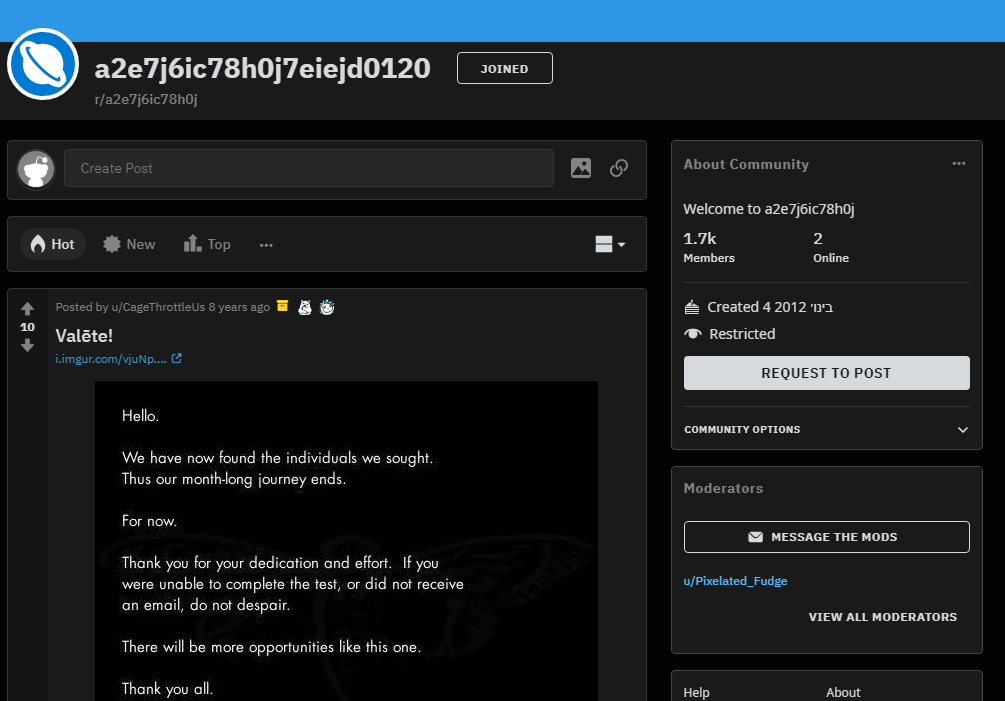 a2e7j6ic78h0j7eiejd0120
JOINED
r/a2e7j6ic78h0j
Create Post
Hot
New
Top
Posted by u/CageThrottleUs 8 years ago
10
Valēte!
i.imgur.com/vjuNp....
Hello.
We have now found the individuals we sought.
Thus our month-long journey ends.
For now.
Thank you for your dedication and effort.  If you
were unable to complete the test, or did not receive
an email, do not despair.
There will be more opportunities like this one.
Thank you all.
About Community
Welcome to a2e7j6ic78h0j
1.7k
2
Members
Online
Created 4 בינו׳ 2012
Restricted
REQUEST TO POST
COMMUNITY OPTIONS
Moderators
MESSAGE THE MODS
u/Pixelated_Fudge
VIEW ALL MODERATORS
Help
About